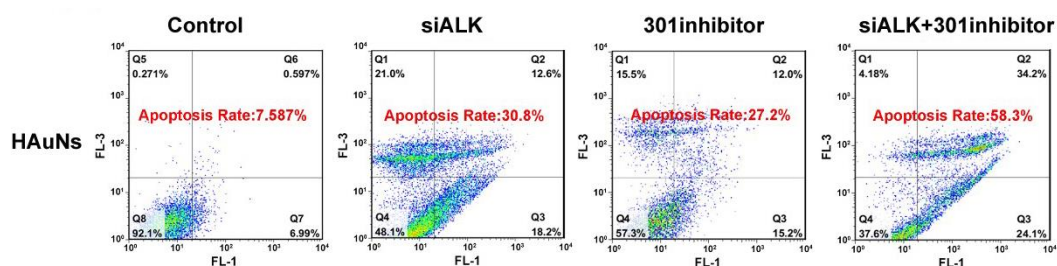 Control
siALK
301inhibitor
siALK+301inhibitor
HAuNs
10⁴
10³
10²
10¹
10⁰
FL-3
Q5
0.271%
Q6
0.597%
Apoptosis Rate:7.587%
Q8
92.1%
Q7
6.99%
10⁰ 10¹ 10² 10³ 10⁴
FL-1
10⁴
10³
10²
10¹
10⁰
FL-3
Q1
21.0%
Q2
12.6%
Apoptosis Rate:30.8%
Q4
48.1%
Q3
18.2%
10⁰ 10¹ 10² 10³ 10⁴
FL-1
10⁴
10³
10²
10¹
10⁰
FL-3
Q1
15.5%
Q2
12.0%
Apoptosis Rate:27.2%
Q4
57.3%
Q3
15.2%
10⁰ 10¹ 10² 10³ 10⁴
FL-1
10⁴
10³
10²
10¹
10⁰
FL-3
Q1
4.18%
Q2
34.2%
Apoptosis Rate:58.3%
Q4
37.6%
Q3
24.1%
10⁰ 10¹ 10² 10³ 10⁴
FL-1